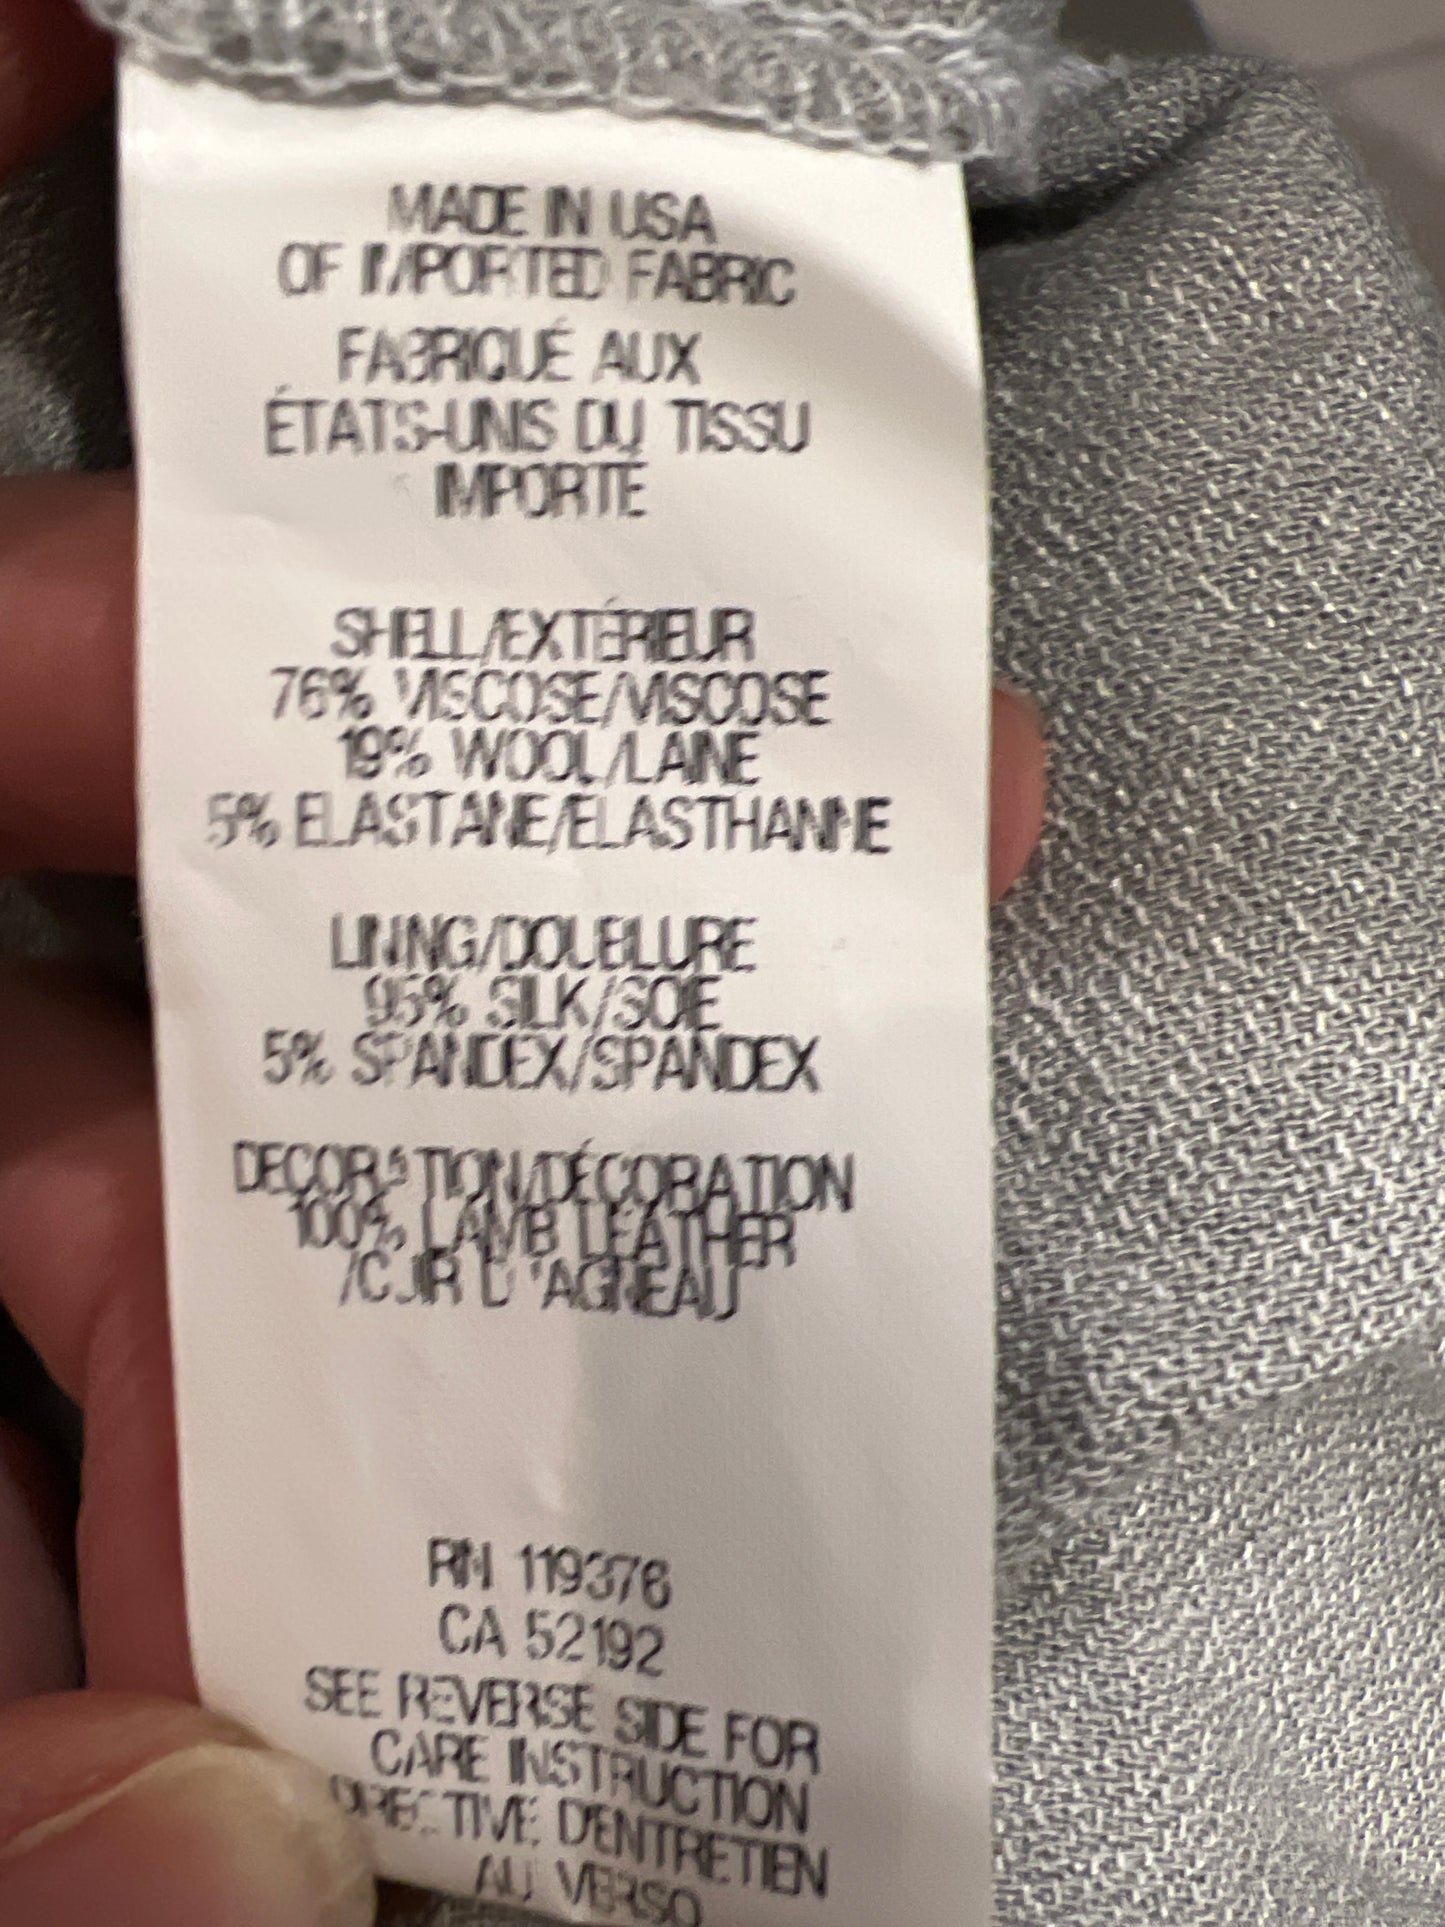 MADE IN USA
OF IMPORTED FABRIC
FABRIQUÉ AUX
ÉTATS-UNIS DU TISSU
IMPORTE
SHELL/EXTÉRIEUR
76% VISCOSE/VISCOSE
19% WOOL/LAINE
5% ELASTANE/ELASTHANNE
LINING/DOUBLURE
95% SILK/SOIE
5% SPANDEX/SPANDEX
DECORATION/DÉCORATION
100% LAMB LEATHER
/CUIR D'AGNEAU
RN 119376
CA 52192
SEE REVERSE SIDE FOR
CARE INSTRUCTION
DIRECTIVE D'ENTRETIEN
AU VERSO